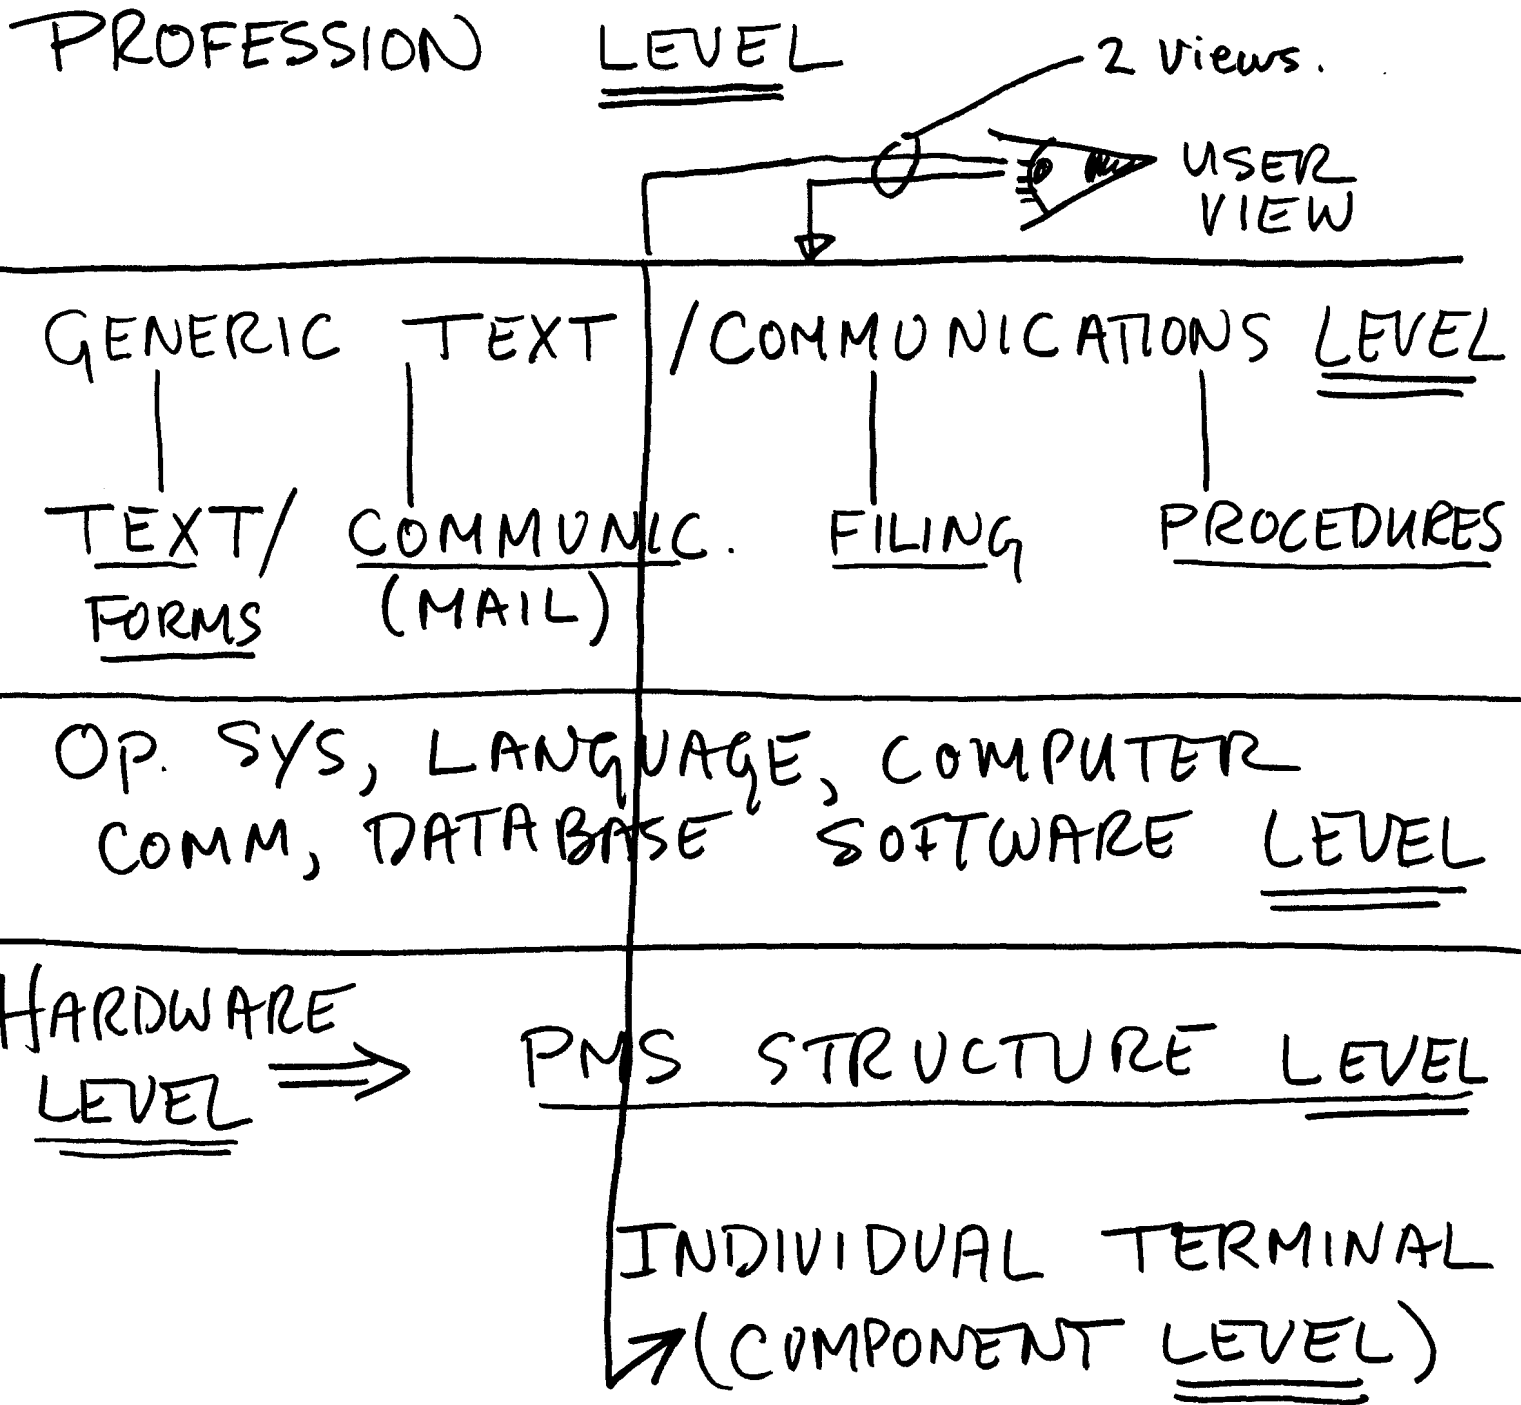 PROFESSION LEVEL
2 views.
USER
VIEW
GENERIC TEXT / COMMUNICATIONS LEVEL
TEXT/ COMMUNIC. FILING PROCEDURES
FORMS (MAIL)
OP. SYS, LANGUAGE, COMPUTER
COMM, DATABASE SOFTWARE LEVEL
HARDWARE
LEVEL
PMS STRUCTURE LEVEL
INDIVIDUAL TERMINAL
(COMPONENT LEVEL)